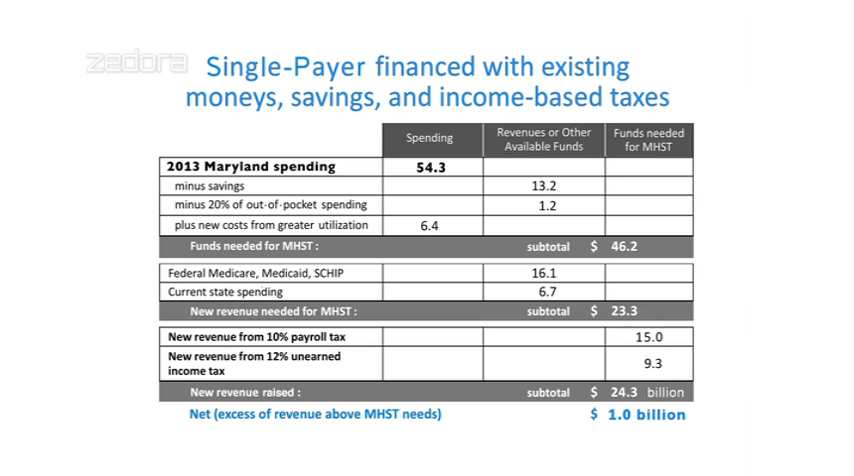 zedora
Single-Payer financed with existing
moneys, savings, and income-based taxes
Spending
Revenues or Other
Available Funds
Funds needed
for MHST
2013 Maryland spending 54.3
minus savings 13.2
minus 20% of out-of-pocket spending 1.2
plus new costs from greater utilization 6.4
Funds needed for MHST : subtotal $ 46.2
Federal Medicare, Medicaid, SCHIP 16.1
Current state spending 6.7
New revenue needed for MHST : subtotal $ 23.3
New revenue from 10% payroll tax 15.0
New revenue from 12% unearned
income tax 9.3
New revenue raised : subtotal $ 24.3 billion
Net (excess of revenue above MHST needs) $ 1.0 billion